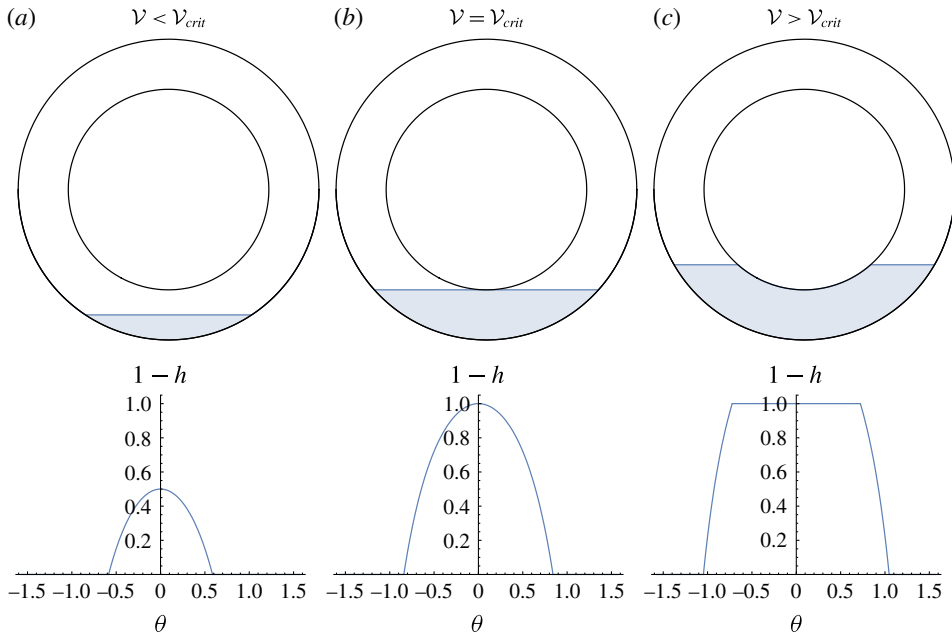 (a) 𝒱 < 𝒱crit (b) 𝒱 = 𝒱crit (c) 𝒱 > 𝒱crit
1 − h 1 − h 1 − h
1.0 1.0 1.0
0.8 0.8 0.8
0.6 0.6 0.6
0.4 0.4 0.4
0.2 0.2 0.2
−1.5 −1.0 −0.5 0 0.5 1.0 1.5 −1.5 −1.0 −0.5 0 0.5 1.0 1.5 −1.5 −1.0 −0.5 0 0.5 1.0 1.5
θ θ θ